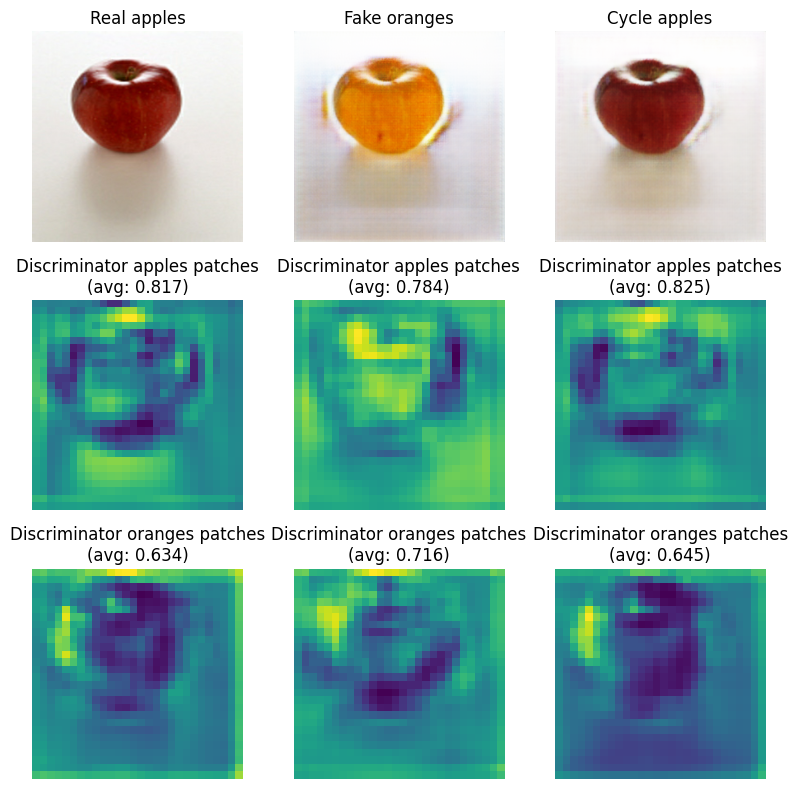 Real apples
Fake oranges
Cycle apples
Discriminator apples patches
(avg: 0.817)
Discriminator apples patches
(avg: 0.784)
Discriminator apples patches
(avg: 0.825)
Discriminator oranges patches
(avg: 0.634)
Discriminator oranges patches
(avg: 0.716)
Discriminator oranges patches
(avg: 0.645)